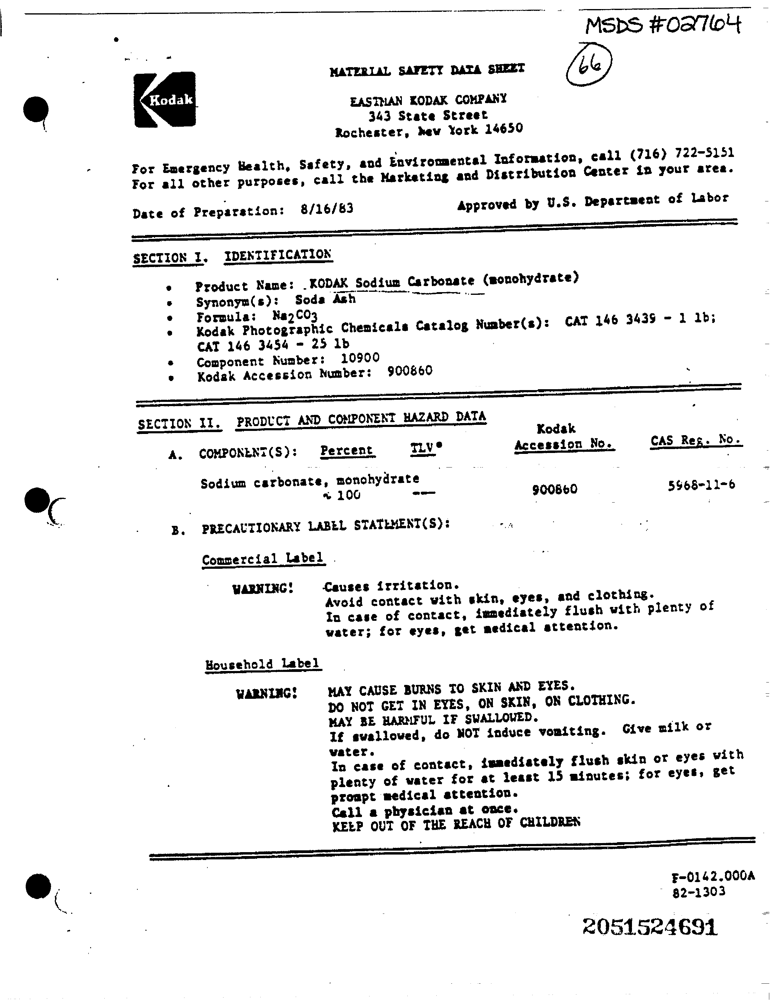 MSDS #02764
66
MATERIAL SAFETY DATA SHEET
Kodak
EASTMAN KODAK COMPANY
343 State Street
Rochester, New York 14650
For Emergency Health, Safety, and Environmental Information, call (716) 722-5151
For all other purposes, call the Marketing and Distribution Center in your area.
Date of Preparation: 8/16/83 Approved by U.S. Department of Labor
SECTION I. IDENTIFICATION
• Product Name: KODAK Sodium Carbonate (monohydrate)
• Synonym(s): Soda Ash
• Formula: Na2CO3
• Kodak Photographic Chemicals Catalog Number(s): CAT 146 3439 - 1 lb;
CAT 146 3454 - 25 lb
• Component Number: 10900
• Kodak Accession Number: 900860
SECTION II. PRODUCT AND COMPONENT HAZARD DATA
Kodak
A. COMPONENT(S): Percent TLV* Accession No. CAS Reg. No.
Sodium carbonate, monohydrate
~ 100 --- 900860 5968-11-6
B. PRECAUTIONARY LABEL STATEMENT(S):
Commercial Label
WARNING! Causes irritation.
Avoid contact with skin, eyes, and clothing.
In case of contact, immediately flush with plenty of
water; for eyes, get medical attention.
Household Label
WARNING! MAY CAUSE BURNS TO SKIN AND EYES.
DO NOT GET IN EYES, ON SKIN, ON CLOTHING.
MAY BE HARMFUL IF SWALLOWED.
If swallowed, do NOT induce vomiting. Give milk or
water.
In case of contact, immediately flush skin or eyes with
plenty of water for at least 15 minutes; for eyes, get
prompt medical attention.
Call a physician at once.
KEEP OUT OF THE REACH OF CHILDREN
F-0142.000A
82-1303
2051524691